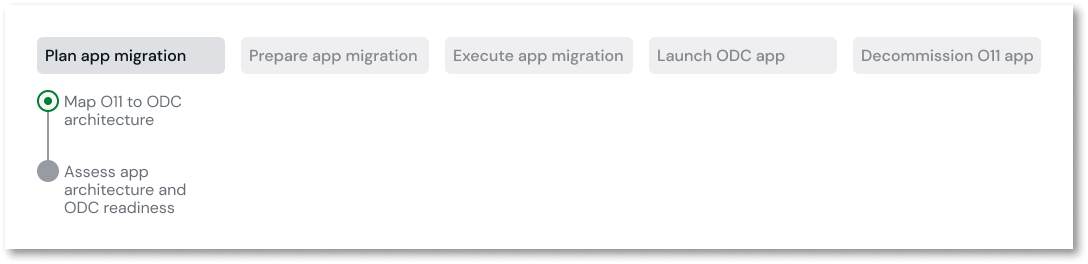 Plan app migration
Prepare app migration
Execute app migration
Launch ODC app
Decommission O11 app
Map O11 to ODC
architecture
Assess app
architecture and
ODC readiness